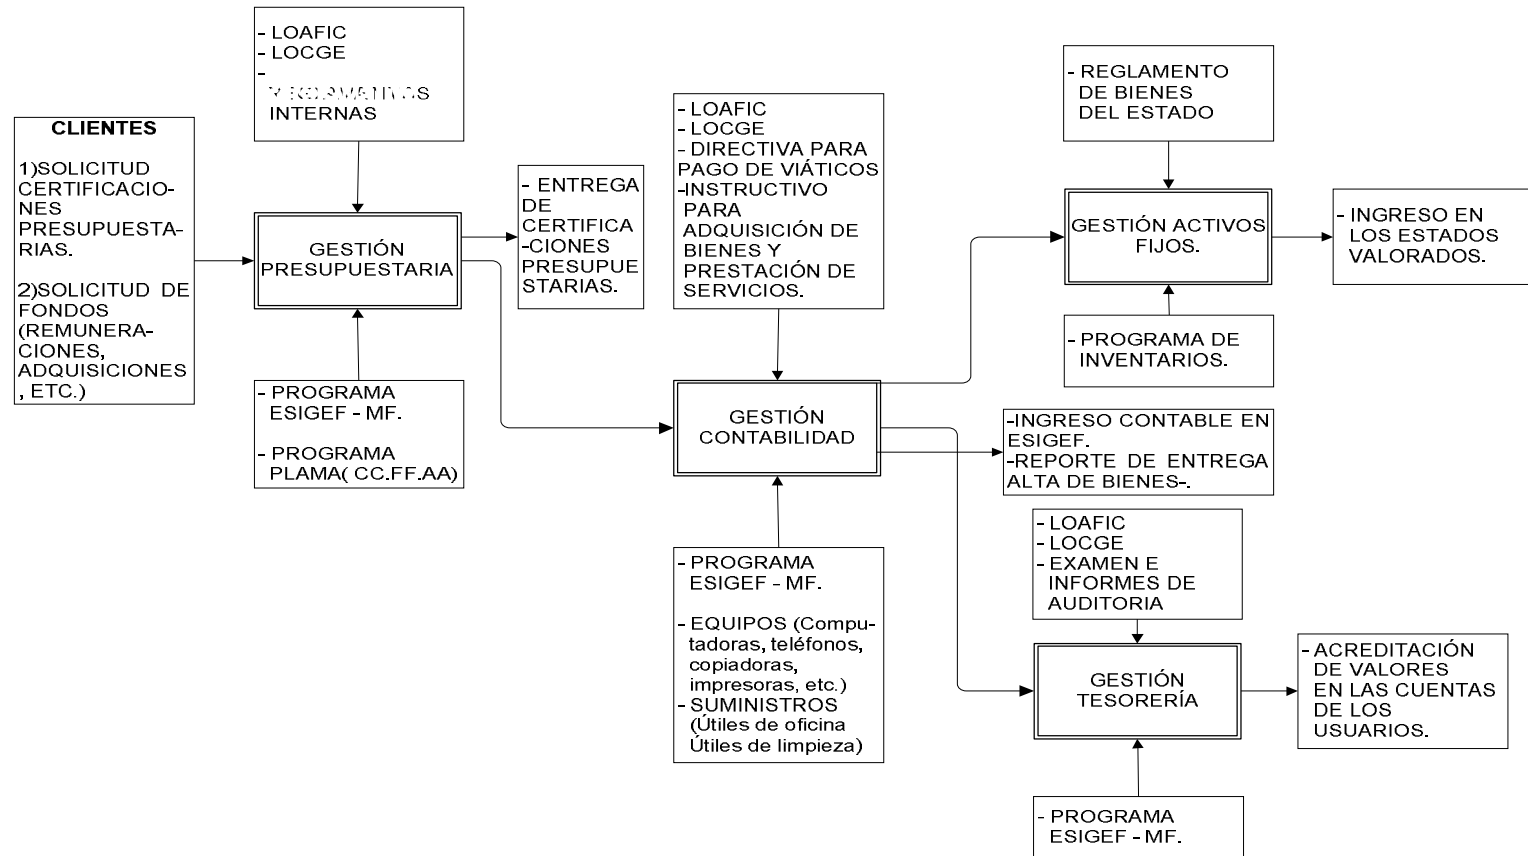 CLIENTES
1)SOLICITUD
CERTIFICACIO-
NES
PRESUPUESTA-
RIAS.
2)SOLICITUD DE
FONDOS
(REMUNERA-
CIONES,
ADQUISICIONES
, ETC.)
- LOAFIC
- LOCGE
-
INTERNAS
GESTIÓN
PRESUPUESTARIA
- PROGRAMA
ESIGEF - MF.
- PROGRAMA
PLAMA( CC.FF.AA)
- ENTREGA
DE
CERTIFICA
-CIONES
PRESUPUE
STARIAS.
- LOAFIC
- LOCGE
- DIRECTIVA PARA
PAGO DE VIÁTICOS
-INSTRUCTIVO
PARA
ADQUISICIÓN DE
BIENES Y
PRESTACIÓN DE
SERVICIOS.
GESTIÓN
CONTABILIDAD
- PROGRAMA
ESIGEF - MF.
- EQUIPOS (Compu-
tadoras, teléfonos,
copiadoras,
impresoras, etc.)
- SUMINISTROS
(Útiles de oficina
Útiles de limpieza)
- REGLAMENTO
DE BIENES
DEL ESTADO
GESTIÓN ACTIVOS
FIJOS.
- PROGRAMA DE
INVENTARIOS.
- INGRESO EN
LOS ESTADOS
VALORADOS.
-INGRESO CONTABLE EN
ESIGEF.
-REPORTE DE ENTREGA
ALTA DE BIENES-.
- LOAFIC
- LOCGE
- EXAMEN E
INFORMES DE
AUDITORIA
GESTIÓN
TESORERÍA
- PROGRAMA
ESIGEF - MF.
- ACREDITACIÓN
DE VALORES
EN LAS CUENTAS
DE LOS
USUARIOS.